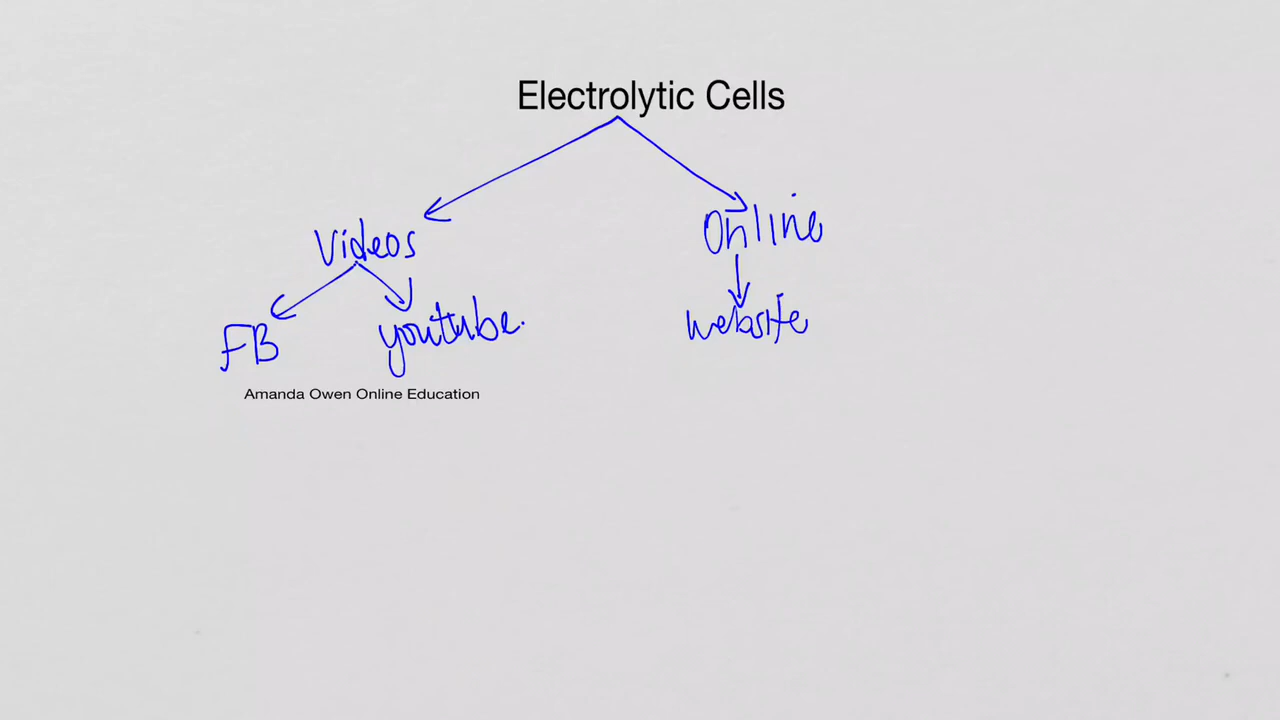 Electrolytic Cells
Videos
Online
FB
youtube.
website
Amanda Owen Online Education